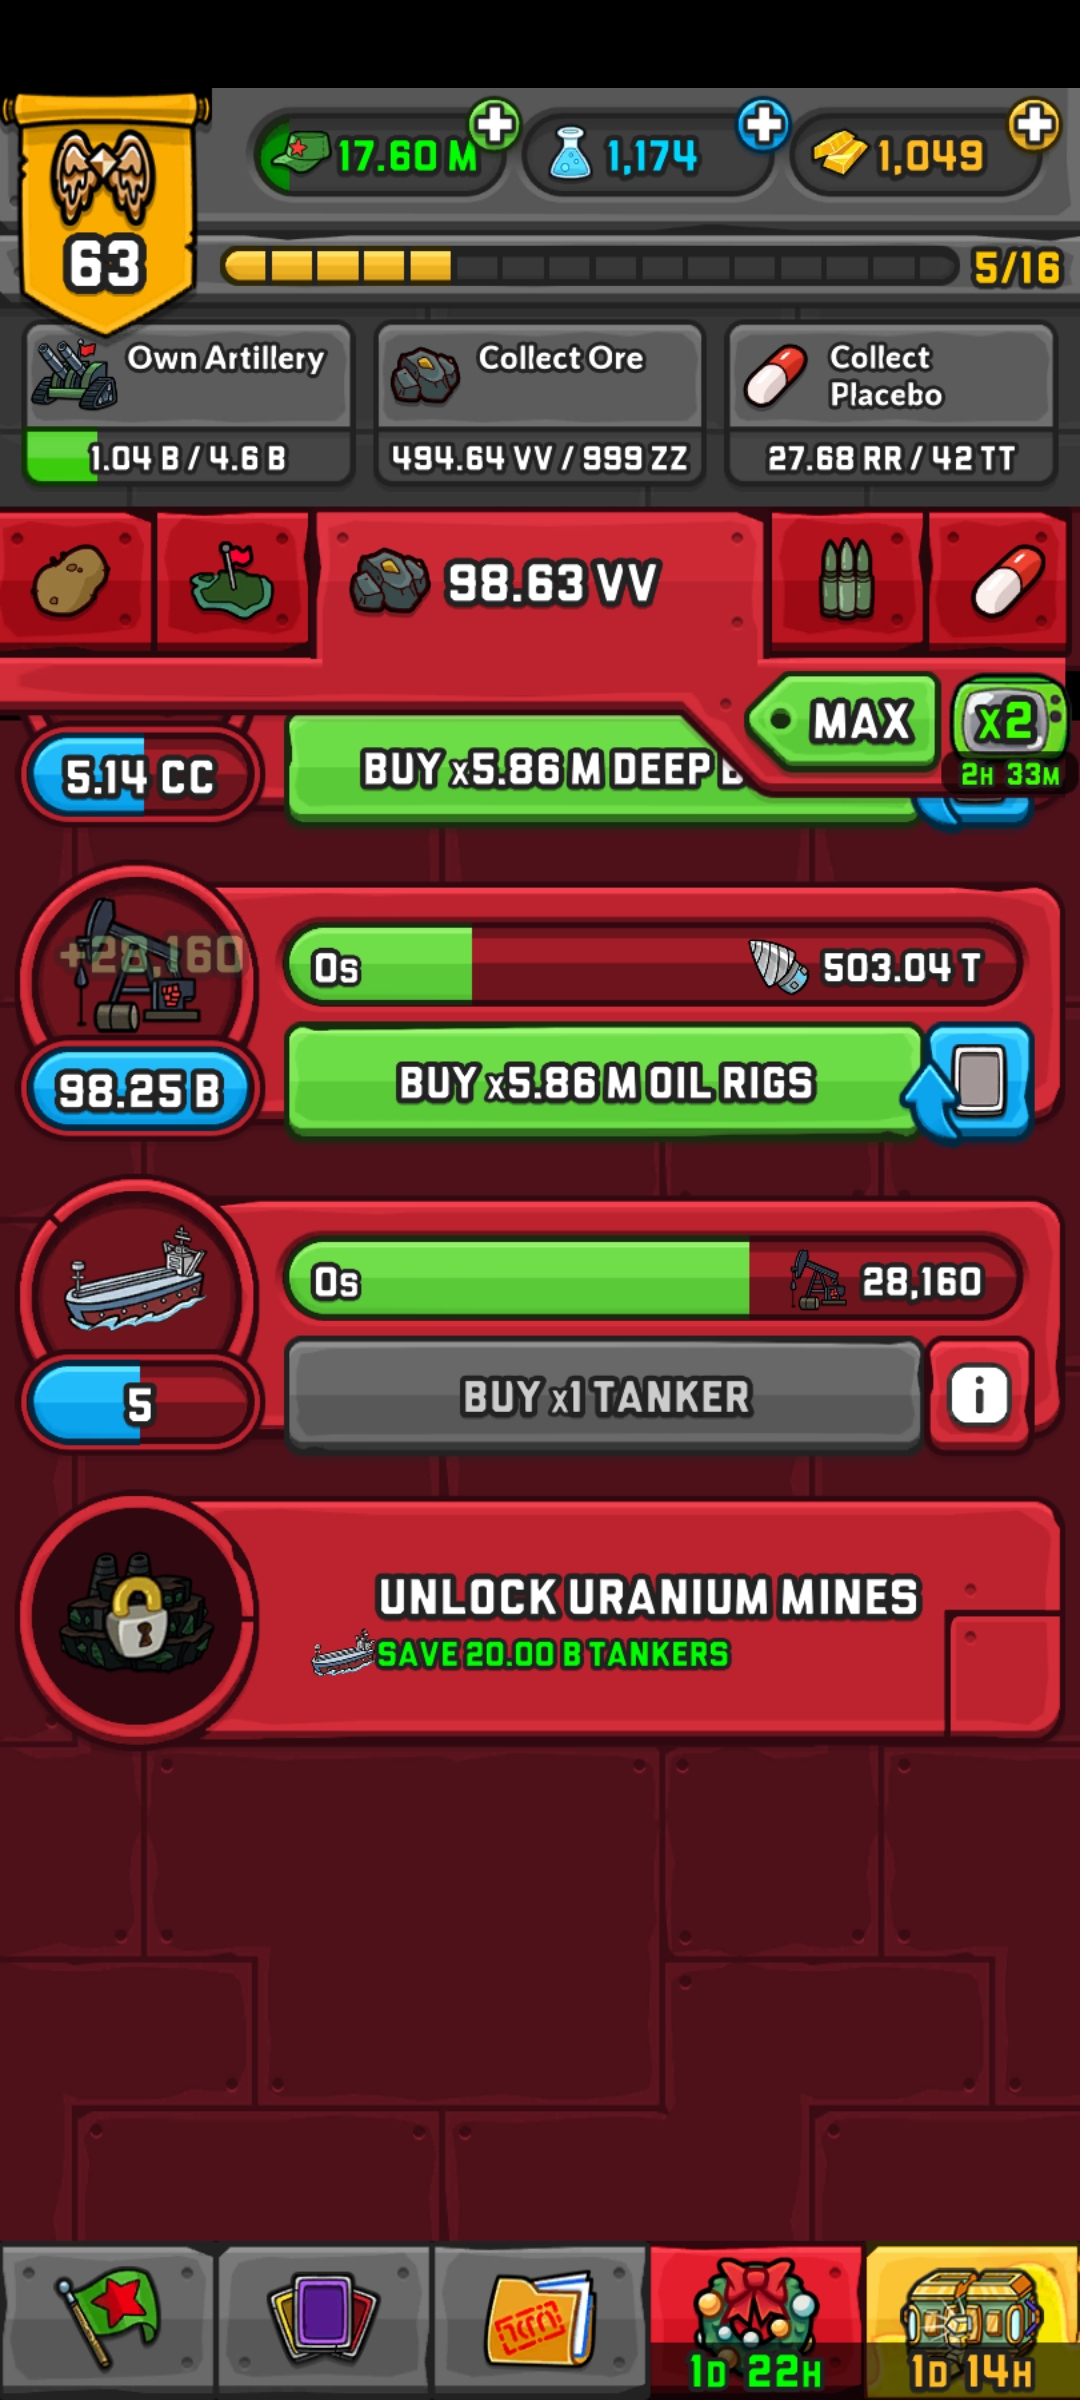 17.60 M
1,174
1,049
63
5/16
Own Artillery
1.04 B / 4.6 B
Collect Ore
494.64 VV / 999 ZZ
Collect
Placebo
27.68 RR / 42 TT
98.63 VV
MAX
x2
2H 33M
5.14 CC
BUY x5.86 M DEEP B
+28,160
0s
503.04 T
98.25 B
BUY x5.86 M OIL RIGS
0s
28,160
5
BUY x1 TANKER
i
UNLOCK URANIUM MINES
SAVE 20.00 B TANKERS
1D 22H
1D 14H